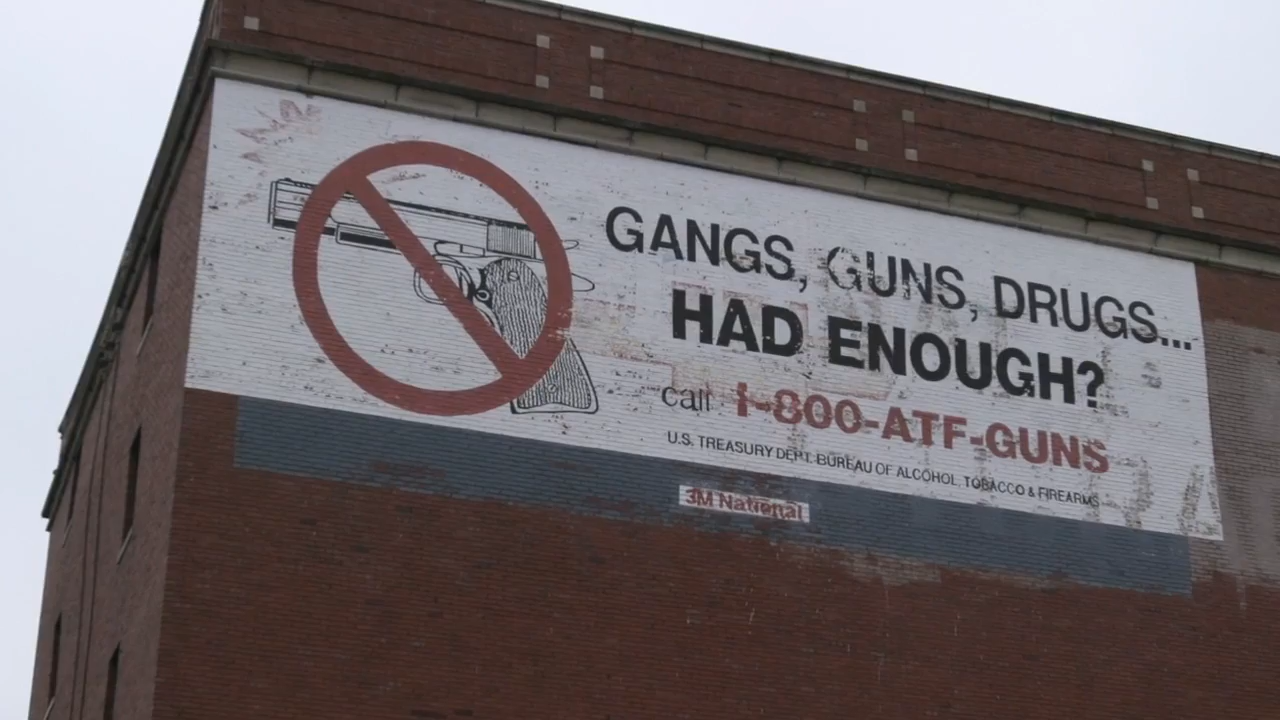 GANGS, GUNS, DRUGS...
HAD ENOUGH?
call 1-800-ATF-GUNS
U.S. TREASURY DEPT. BUREAU OF ALCOHOL, TOBACCO & FIREARMS
3M National